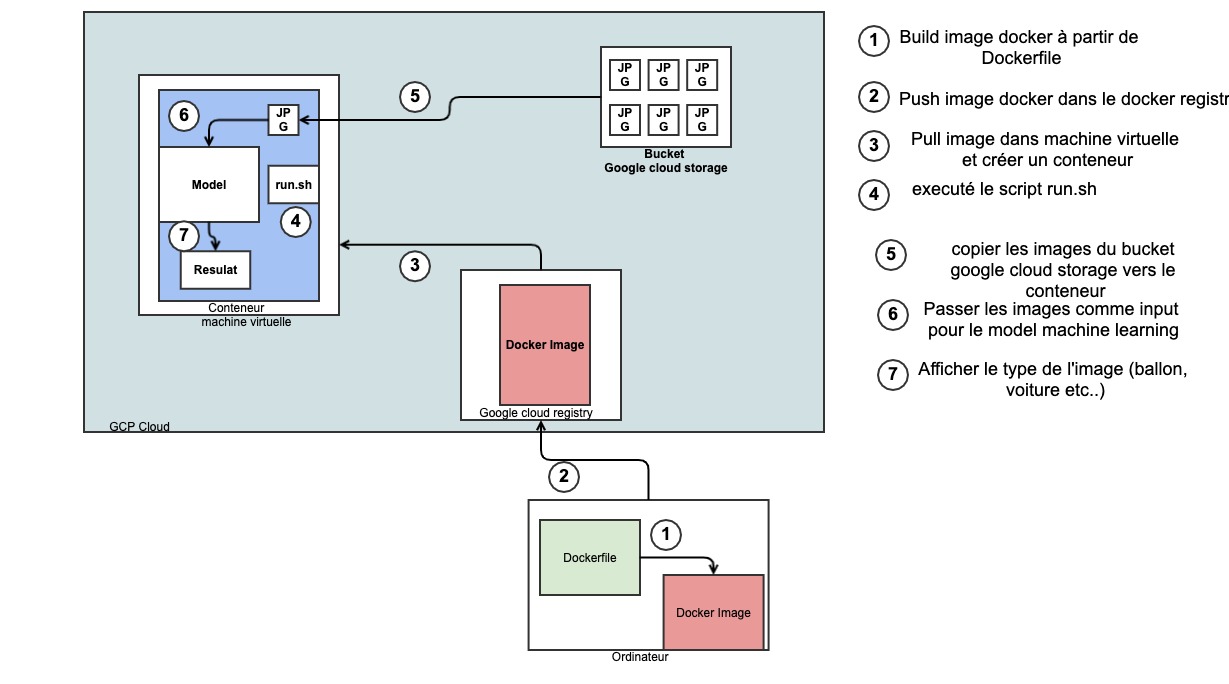 JP
G
JP
G
JP
G
JP
G
JP
G
JP
G
Bucket
Google cloud storage
5
6
JP
G
Model
run.sh
4
7
Resulat
Conteneur
machine virtuelle
3
Docker Image
Google cloud registry
GCP Cloud
2
1
Dockerfile
Docker Image
Ordinateur
1 Build image docker à partir de
Dockerfile
2 Push image docker dans le docker registr
3 Pull image dans machine virtuelle
et créer un conteneur
4 executé le script run.sh
5 copier les images du bucket
google cloud storage vers le
conteneur
6 Passer les images comme input
pour le model machine learning
7 Afficher le type de l'image (ballon,
voiture etc..)